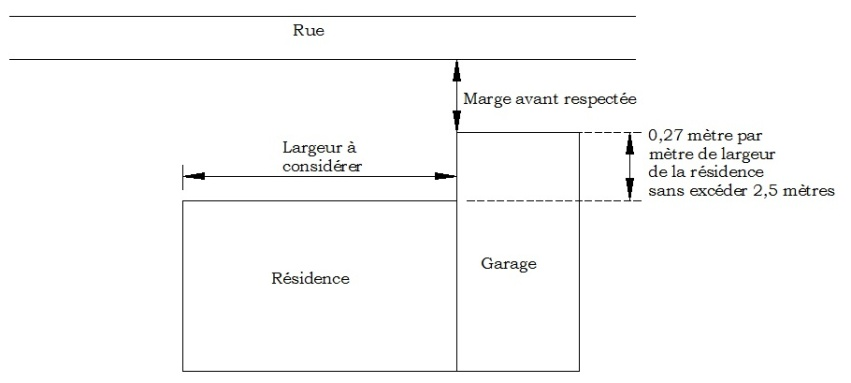 Rue
Marge avant respectée
0,27 mètre par
mètre de largeur
de la résidence
sans excéder 2,5 mètres
Largeur à
considérer
Résidence
Garage